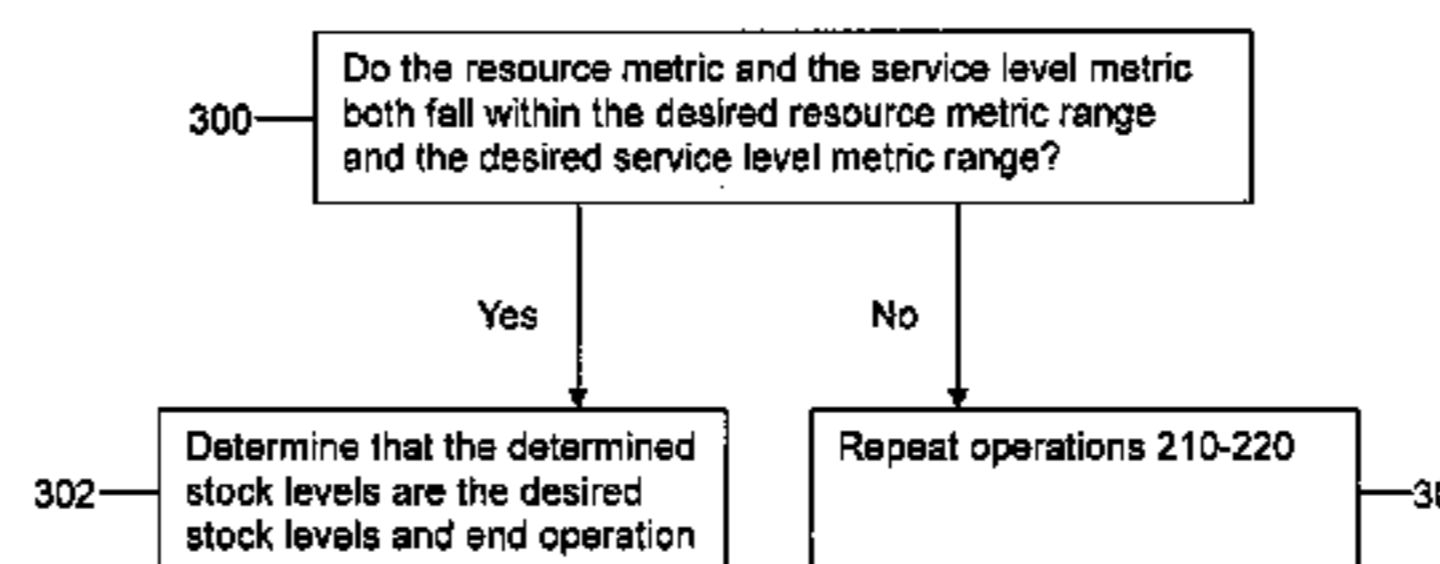 Do the resource metric and the service level metric
300
both fall within the desired resource metric range
and the desired service level metric range?
Yes
No
Determine that the determined
stock levels are the desired
stock levels and end operation
302
Repeat operations 210-220